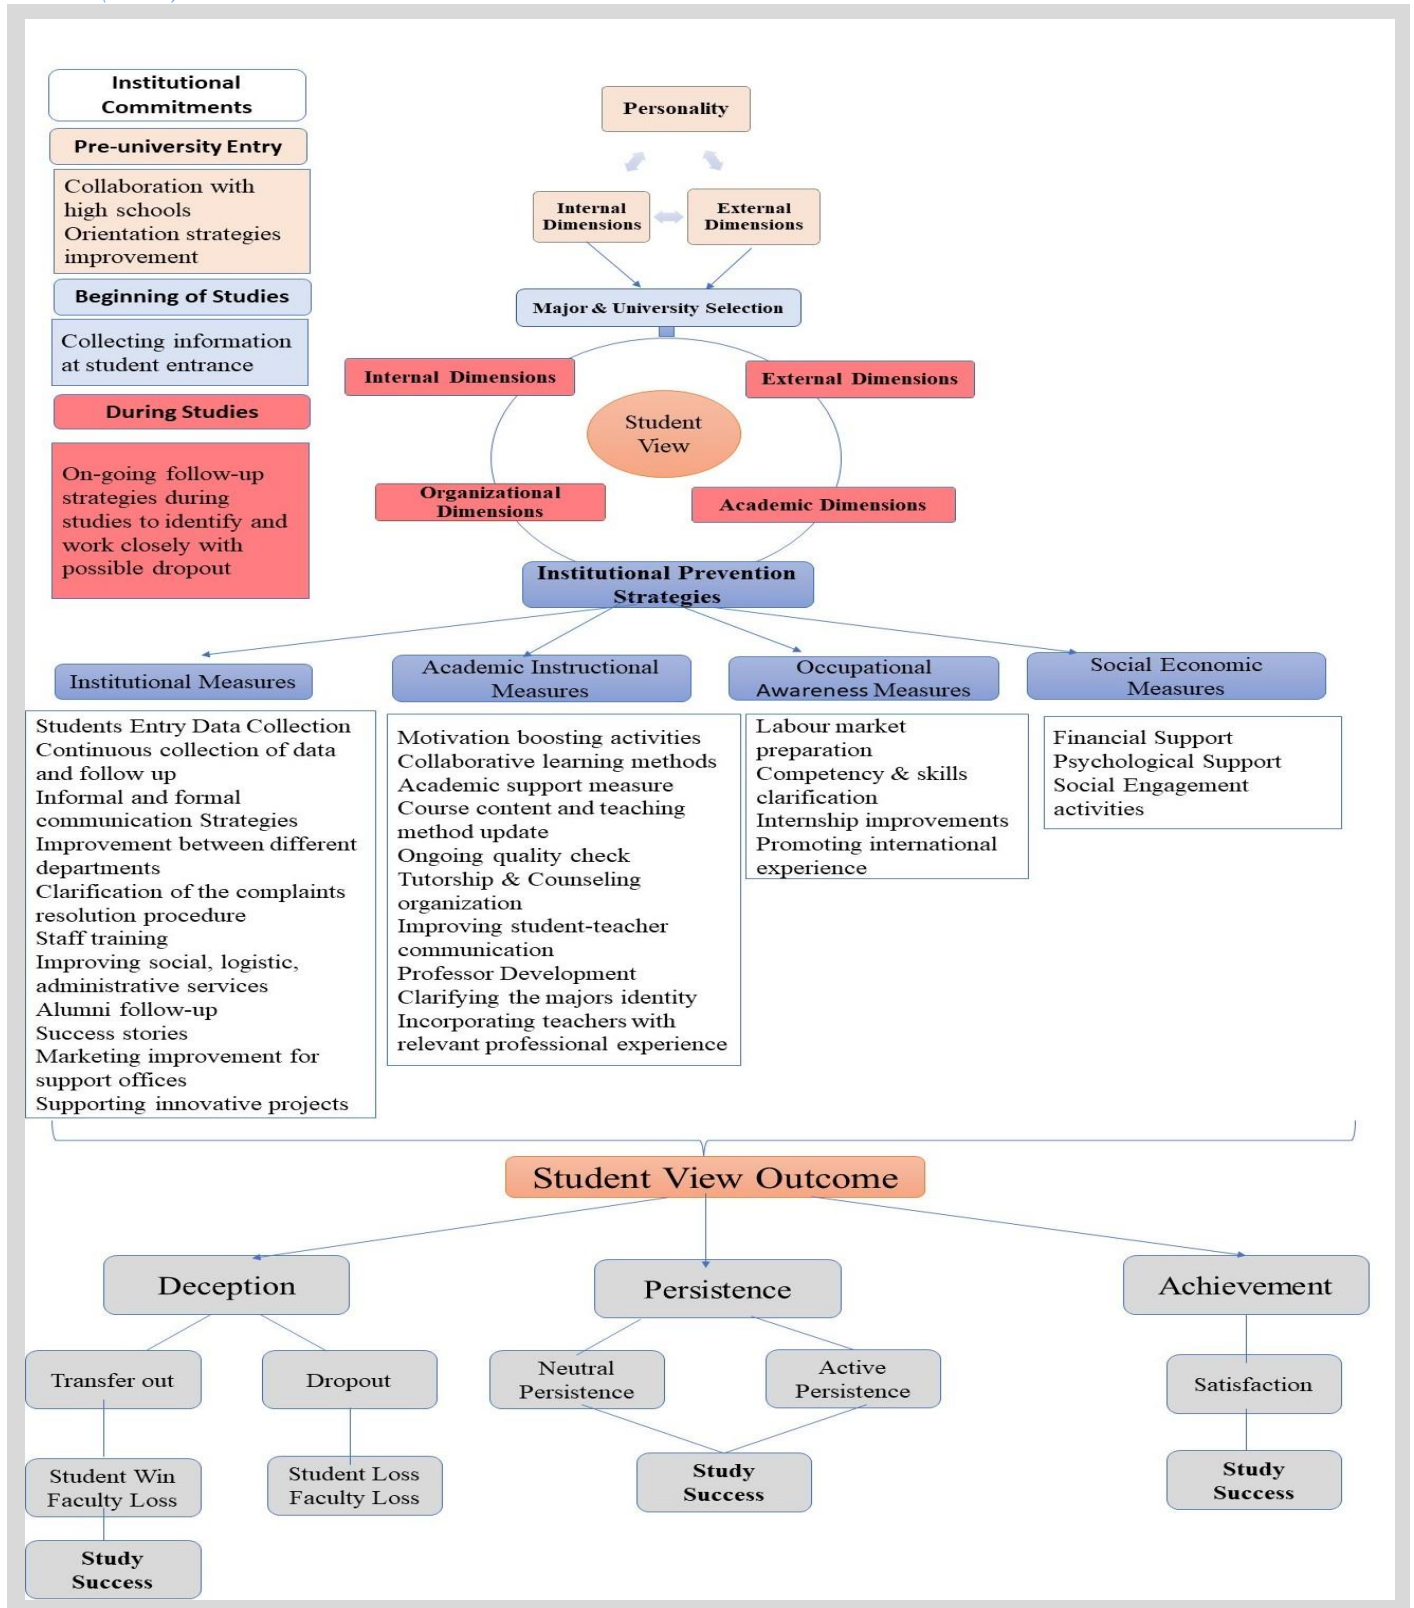 Institutional
Commitments
Pre-university Entry
Collaboration with
high schools
Orientation strategies
improvement
Beginning of Studies
Collecting information
at student entrance
During Studies
On-going follow-up
strategies during
studies to identify and
work closely with
possible dropout
Personality
Internal
Dimensions
External
Dimensions
Major & University Selection
Internal Dimensions
External Dimensions
Student
View
Organizational
Dimensions
Academic Dimensions
Institutional Prevention
Strategies
Institutional Measures
Students Entry Data Collection
Continuous collection of data
and follow up
Informal and formal
communication Strategies
Improvement between different
departments
Clarification of the complaints
resolution procedure
Staff training
Improving social, logistic,
administrative services
Alumni follow-up
Success stories
Marketing improvement for
support offices
Supporting innovative projects
Academic Instructional
Measures
Motivation boosting activities
Collaborative learning methods
Academic support measure
Course content and teaching
method update
Ongoing quality check
Tutorship & Counseling
organization
Improving student-teacher
communication
Professor Development
Clarifying the majors identity
Incorporating teachers with
relevant professional experience
Occupational
Awareness Measures
Labour market
preparation
Competency & skills
clarification
Internship improvements
Promoting international
experience
Social Economic
Measures
Financial Support
Psychological Support
Social Engagement
activities
Student View Outcome
Deception
Persistence
Achievement
Transfer out
Dropout
Neutral
Persistence
Active
Persistence
Satisfaction
Student Win
Faculty Loss
Student Loss
Faculty Loss
Study
Success
Study
Success
Study
Success